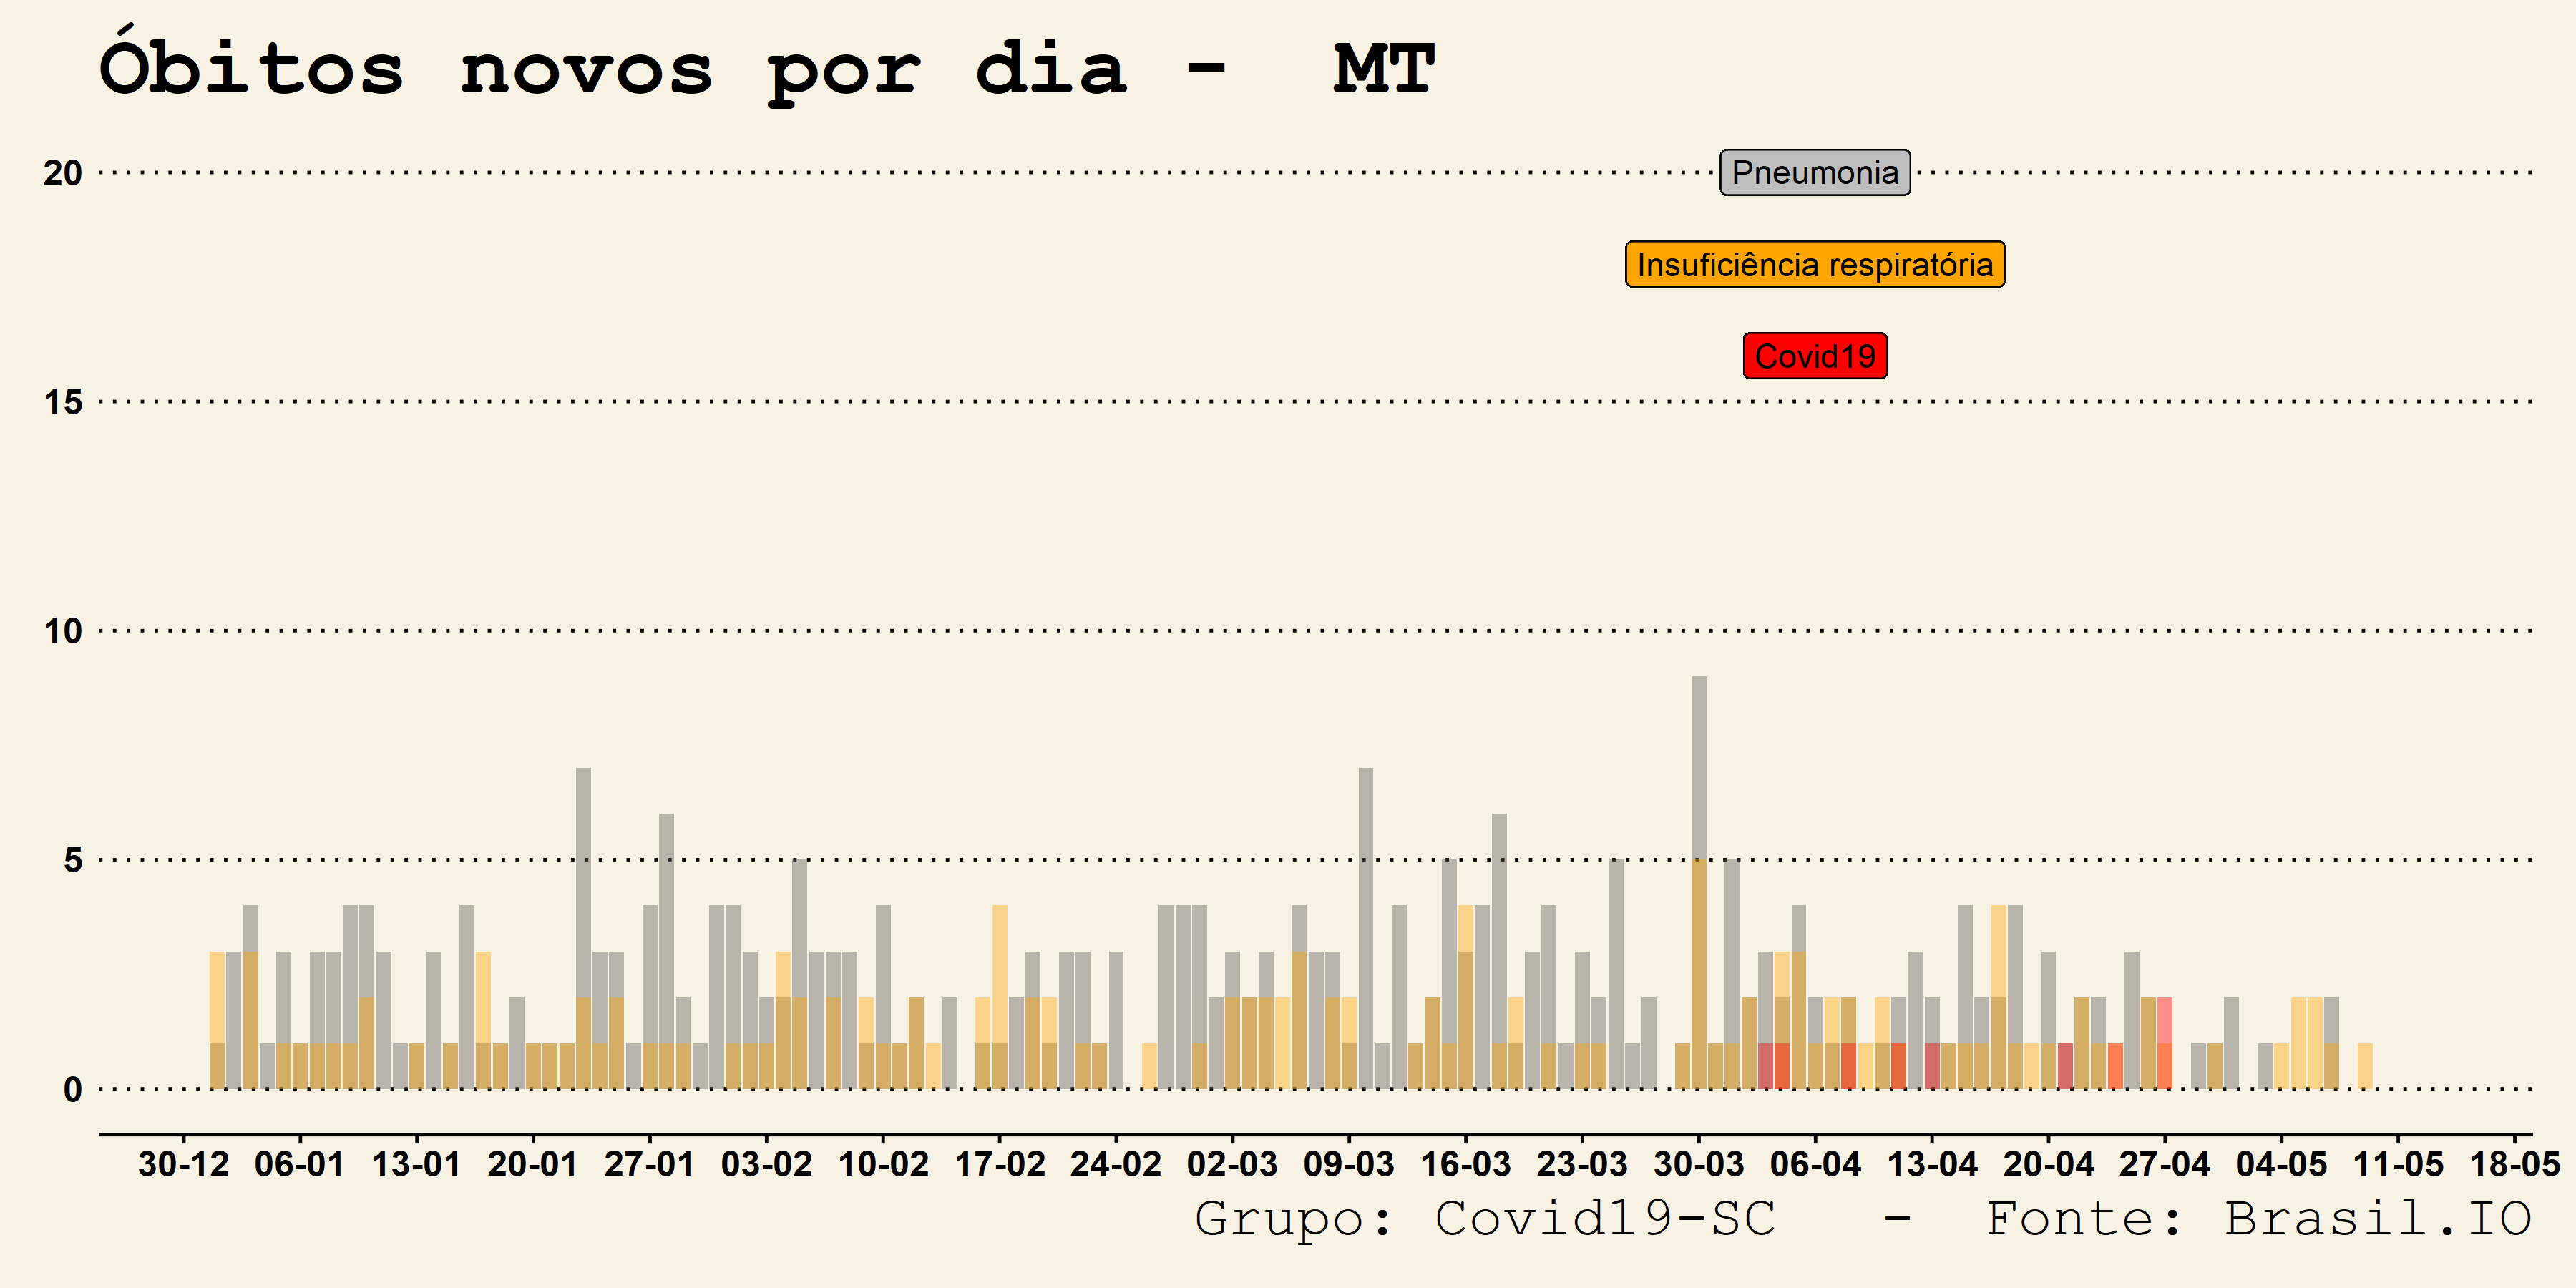 Óbitos novos por dia -  MT
20
Pneumonia
Insuficiência respiratória
Covid19
15
10
5
0
30-12 06-01 13-01 20-01 27-01 03-02 10-02 17-02 24-02 02-03 09-03 16-03 23-03 30-03 06-04 13-04 20-04 27-04 04-05 11-05 18-05
Grupo: Covid19-SC  -  Fonte: Brasil.IO